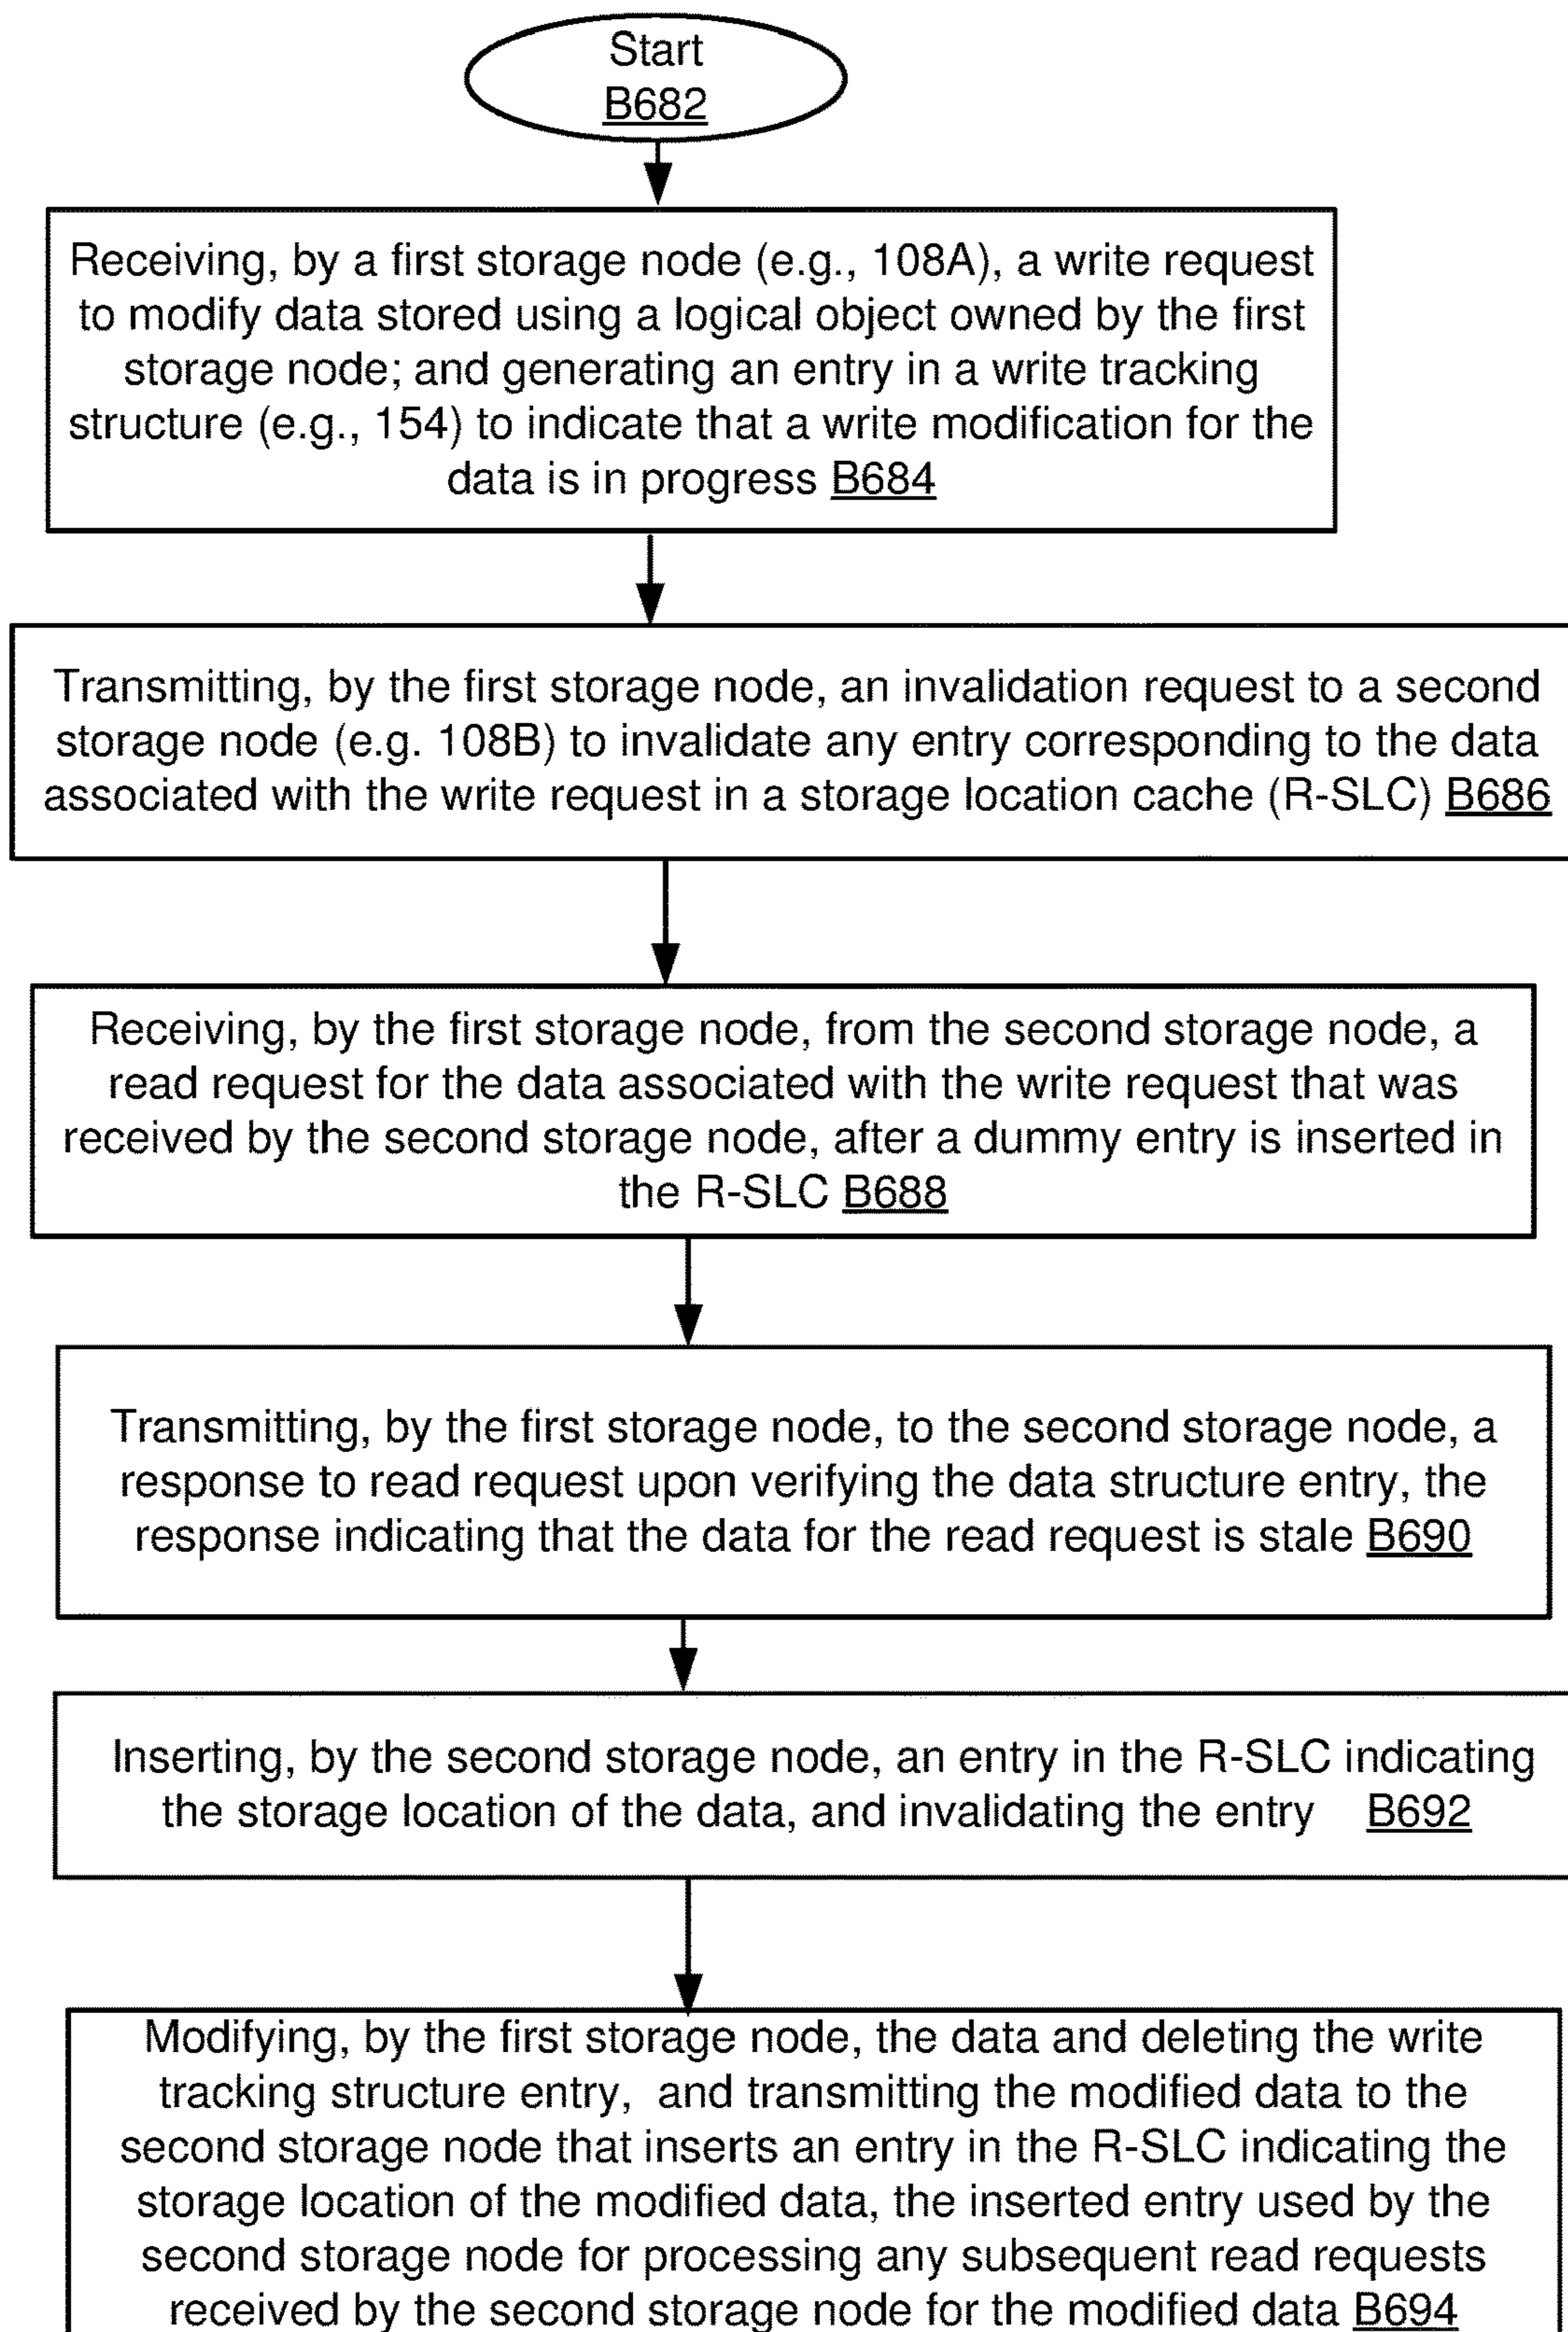 Start
B682
Receiving, by a first storage node (e.g., 108A), a write request
to modify data stored using a logical object owned by the first
storage node; and generating an entry in a write tracking
structure (e.g., 154) to indicate that a write modification for the
data is in progress B684
Transmitting, by the first storage node, an invalidation request to a second
storage node (e.g. 108B) to invalidate any entry corresponding to the data
associated with the write request in a storage location cache (R-SLC) B686
Receiving, by the first storage node, from the second storage node, a
read request for the data associated with the write request that was
received by the second storage node, after a dummy entry is inserted in
the R-SLC B688
Transmitting, by the first storage node, to the second storage node, a
response to read request upon verifying the data structure entry, the
response indicating that the data for the read request is stale B690
Inserting, by the second storage node, an entry in the R-SLC indicating
the storage location of the data, and invalidating the entry B692
Modifying, by the first storage node, the data and deleting the write
tracking structure entry, and transmitting the modified data to the
second storage node that inserts an entry in the R-SLC indicating the
storage location of the modified data, the inserted entry used by the
second storage node for processing any subsequent read requests
received by the second storage node for the modified data B694